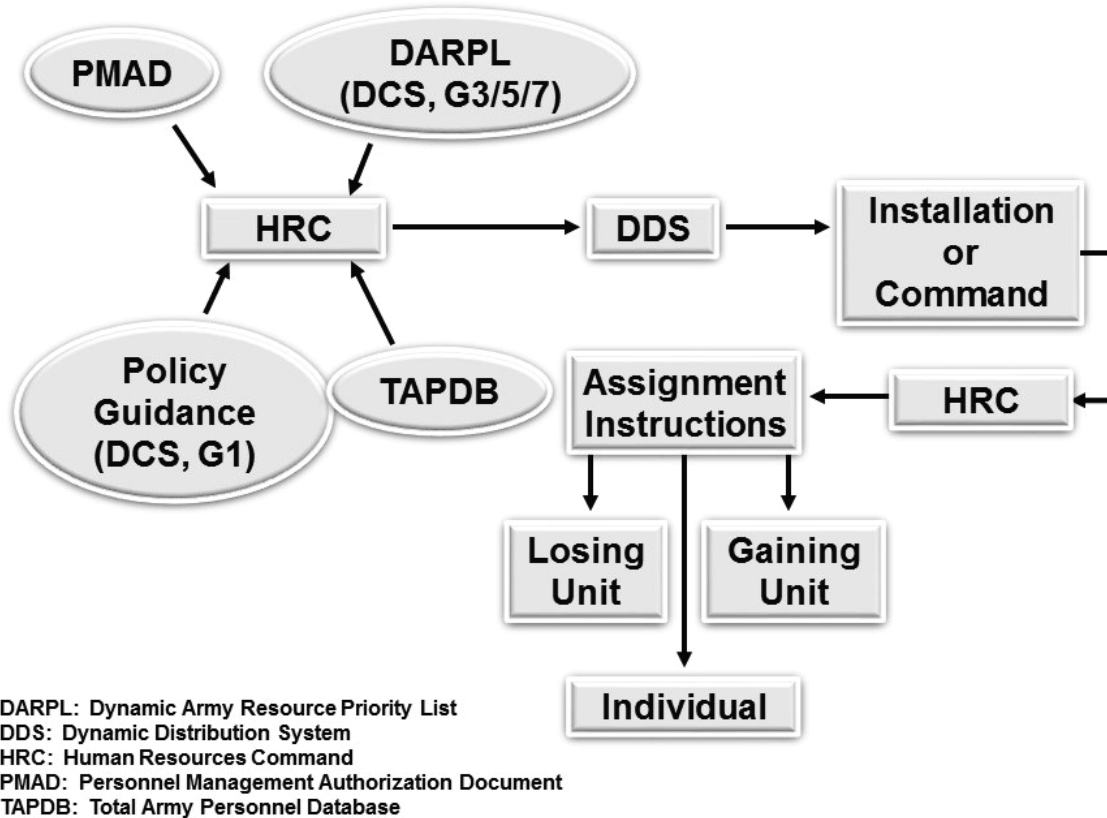 PMAD
DARPL
(DCS, G3/5/7)
HRC
DDS
Installation
or
Command
Policy
Guidance
(DCS, G1)
TAPDB
Assignment
Instructions
HRC
Losing
Unit
Gaining
Unit
Individual
DARPL: Dynamic Army Resource Priority List
DDS: Dynamic Distribution System
HRC: Human Resources Command
PMAD: Personnel Management Authorization Document
TAPDB: Total Army Personnel Database